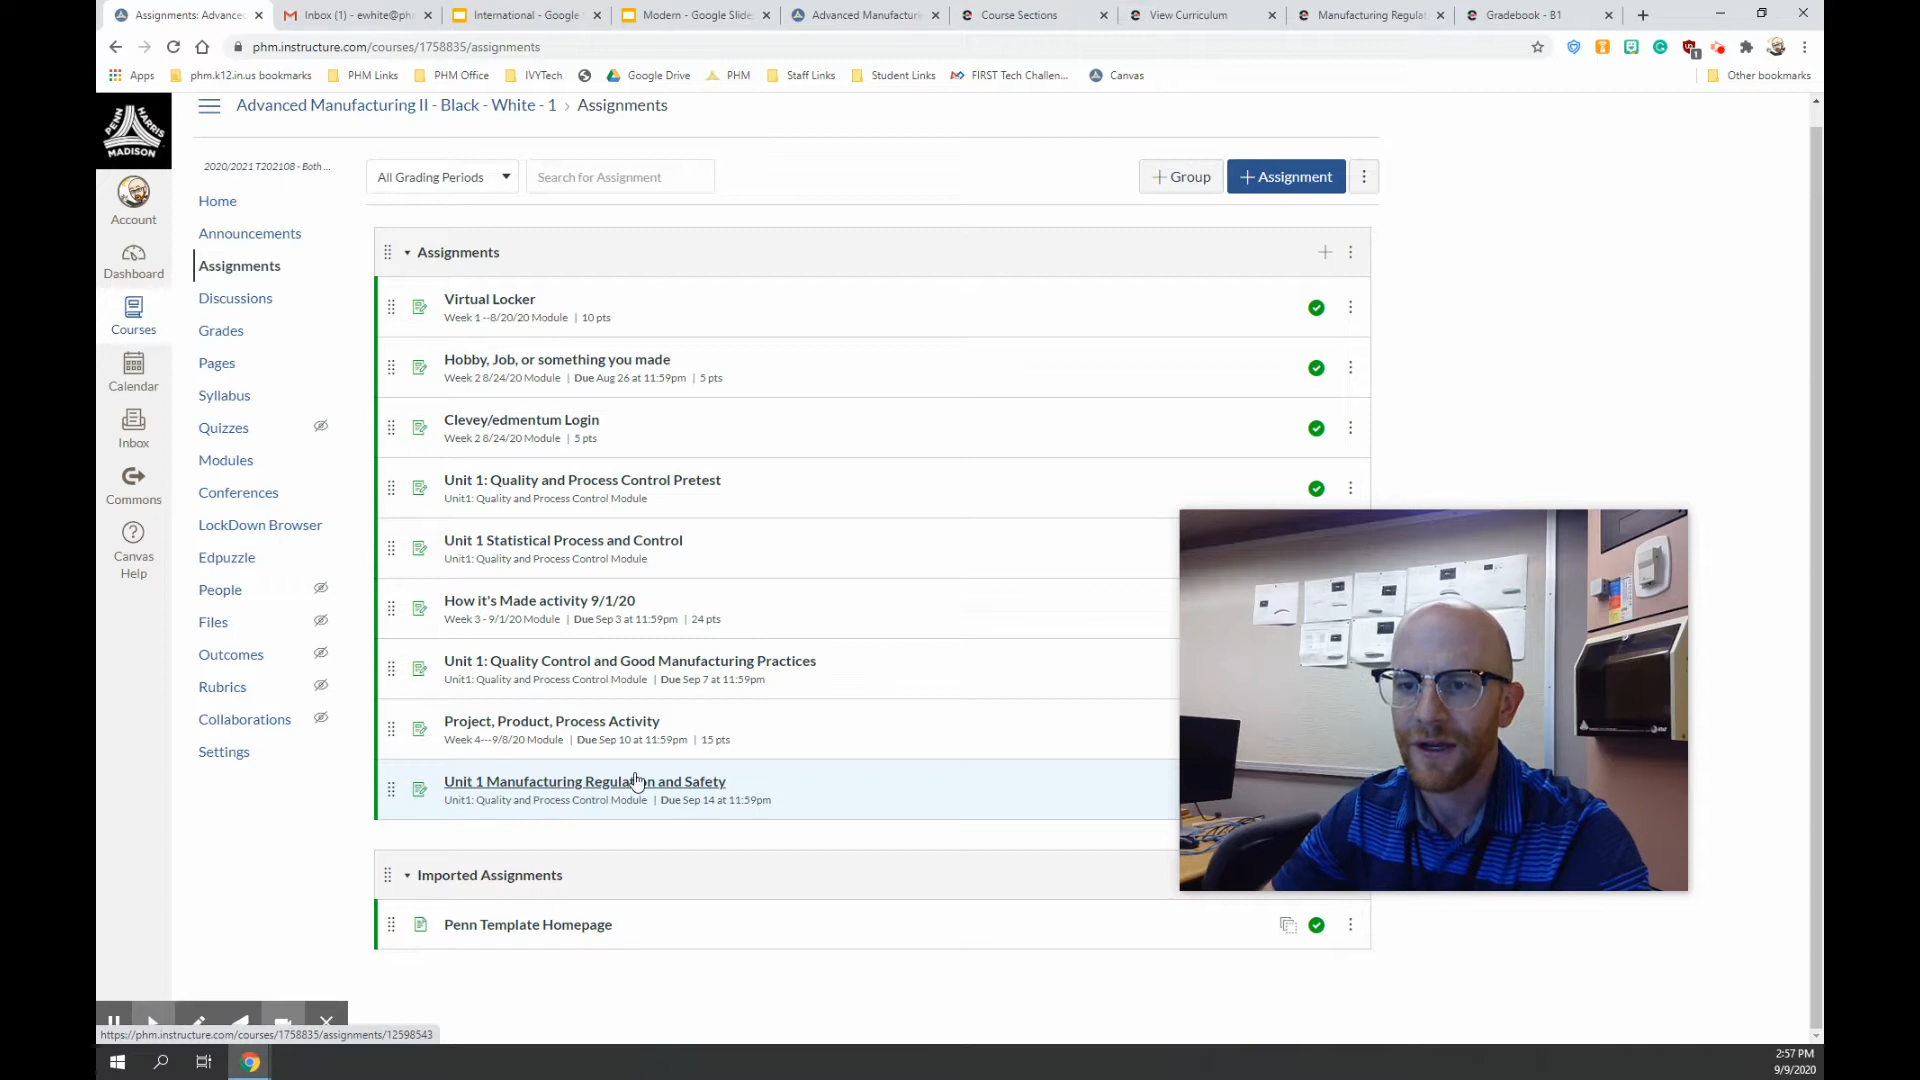 Assignments: Advance
Inbox (1) - ewhite@ph
International - Google
Modern - Google Slide
Advanced Manufacturi
Course Sections
View Curriculum
Manufacturing Regulat
Gradebook - B1
phm.instructure.com/courses/1758835/assignments
Apps
phm.k12.in.us bookmarks
PHM Links
PHM Office
IVYTech
Google Drive
PHM
Staff Links
Student Links
FIRST Tech Challen...
Canvas
Other bookmarks
PENN
HARRIS
MADISON
Account
Dashboard
Courses
Calendar
Inbox
Commons
Canvas
Help
Advanced Manufacturing II - Black - White - 1 › Assignments
2020/2021 T202108 - Both ...
Home
Announcements
Assignments
Discussions
Grades
Pages
Syllabus
Quizzes
Modules
Conferences
LockDown Browser
Edpuzzle
People
Files
Outcomes
Rubrics
Collaborations
Settings
All Grading Periods
Search for Assignment
+ Group
+ Assignment
Assignments
Virtual Locker
Week 1 --8/20/20 Module | 10 pts
Hobby, Job, or something you made
Week 2 8/24/20 Module | Due Aug 26 at 11:59pm | 5 pts
Clevey/edmentum Login
Week 2 8/24/20 Module | 5 pts
Unit 1: Quality and Process Control Pretest
Unit1: Quality and Process Control Module
Unit 1 Statistical Process and Control
Unit1: Quality and Process Control Module
How it's Made activity 9/1/20
Week 3 - 9/1/20 Module | Due Sep 3 at 11:59pm | 24 pts
Unit 1: Quality Control and Good Manufacturing Practices
Unit1: Quality and Process Control Module | Due Sep 7 at 11:59pm
Project, Product, Process Activity
Week 4---9/8/20 Module | Due Sep 10 at 11:59pm | 15 pts
Unit 1 Manufacturing Regulation and Safety
Unit1: Quality and Process Control Module | Due Sep 14 at 11:59pm
Imported Assignments
Penn Template Homepage
https://phm.instructure.com/courses/1758835/assignments/12598543
2:57 PM
9/9/2020